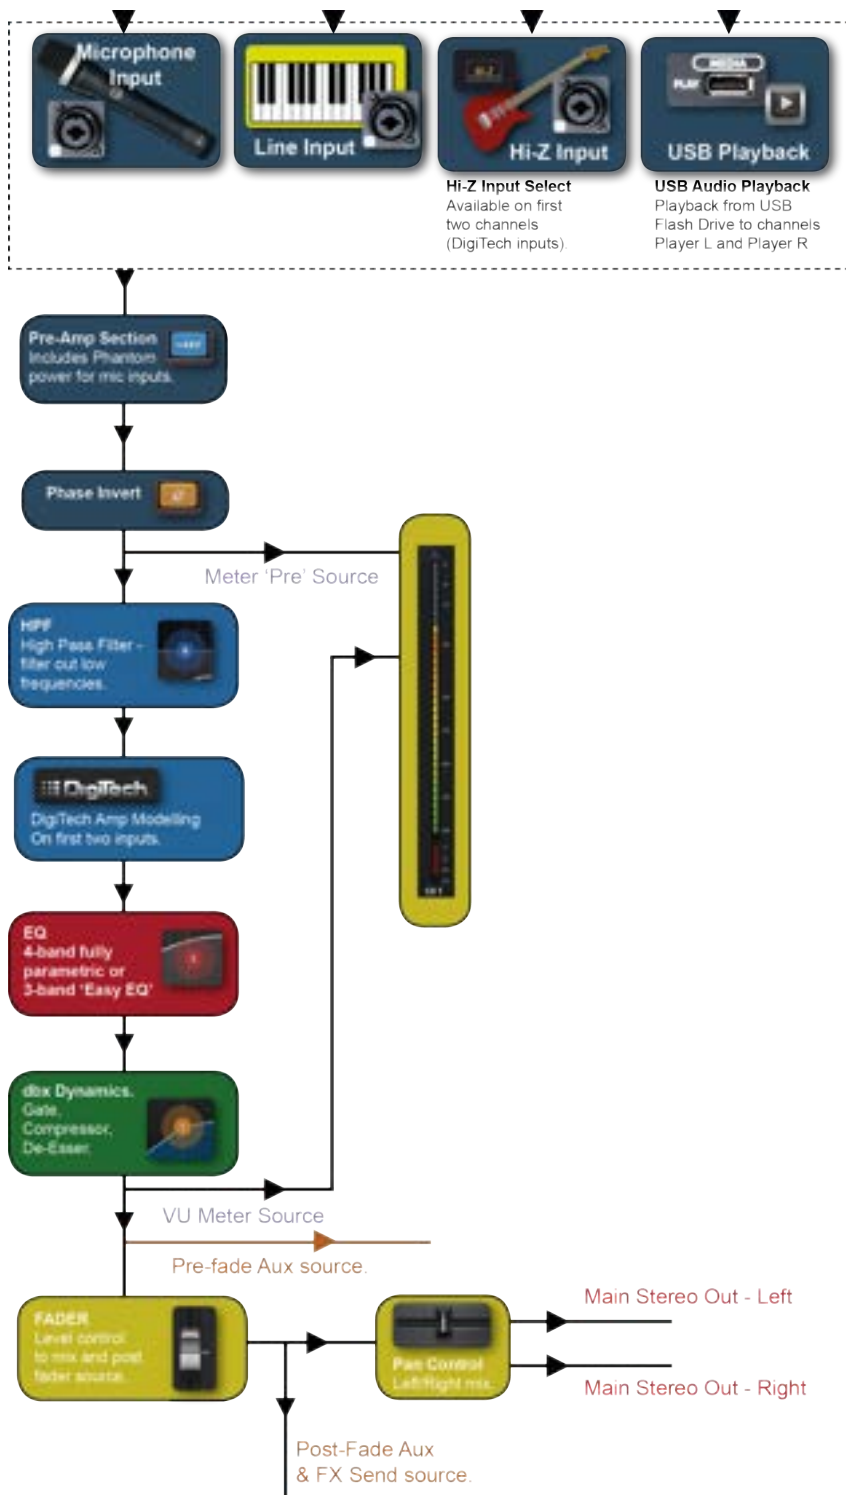 Microphone
Input
Line Input
Hi-Z
Hi-Z Input
MEDIA
PLAY
USB Playback
Hi-Z Input Select
Available on first
two channels
(DigiTech inputs).
USB Audio Playback
Playback from USB
Flash Drive to channels
Player L and Player R
Pre-Amp Section
Includes Phantom
power for mic inputs.
Phase Invert
Meter ‘Pre’ Source
HPF
High Pass Filter -
filter out low
frequencies.
DigiTech
DigiTech Amp Modelling
On first two inputs.
EQ
4-band fully
parametric or
3-band ‘Easy EQ’
dbx Dynamics.
Gate,
Compressor,
De-Esser.
VU Meter Source
Pre-fade Aux source.
FADER
Level control
to mix and post
fader source.
Pan Control
Left/Right mix.
Main Stereo Out - Left
Main Stereo Out - Right
Post-Fade Aux
& FX Send source.